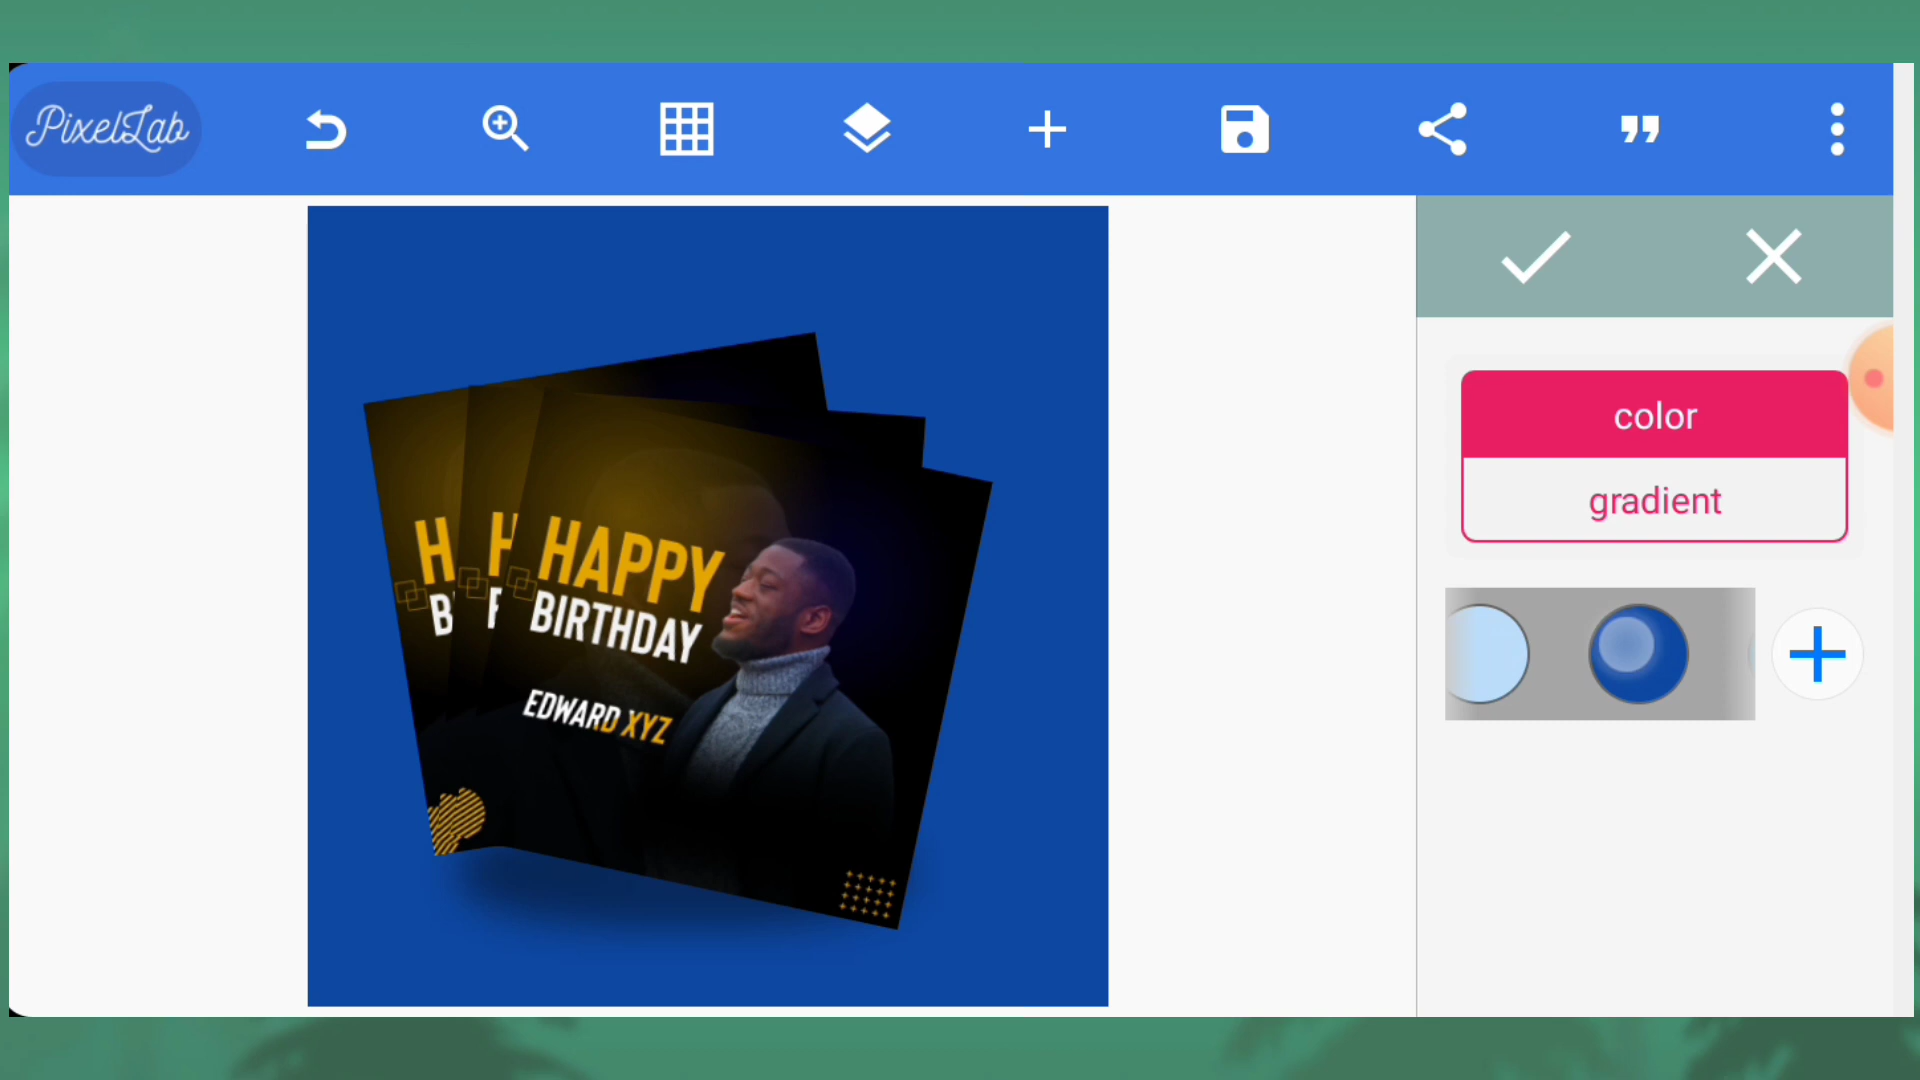 PixelLab
color
gradient
H
H
HAPPY
B
BIRTHDAY
EDWARD XYZ